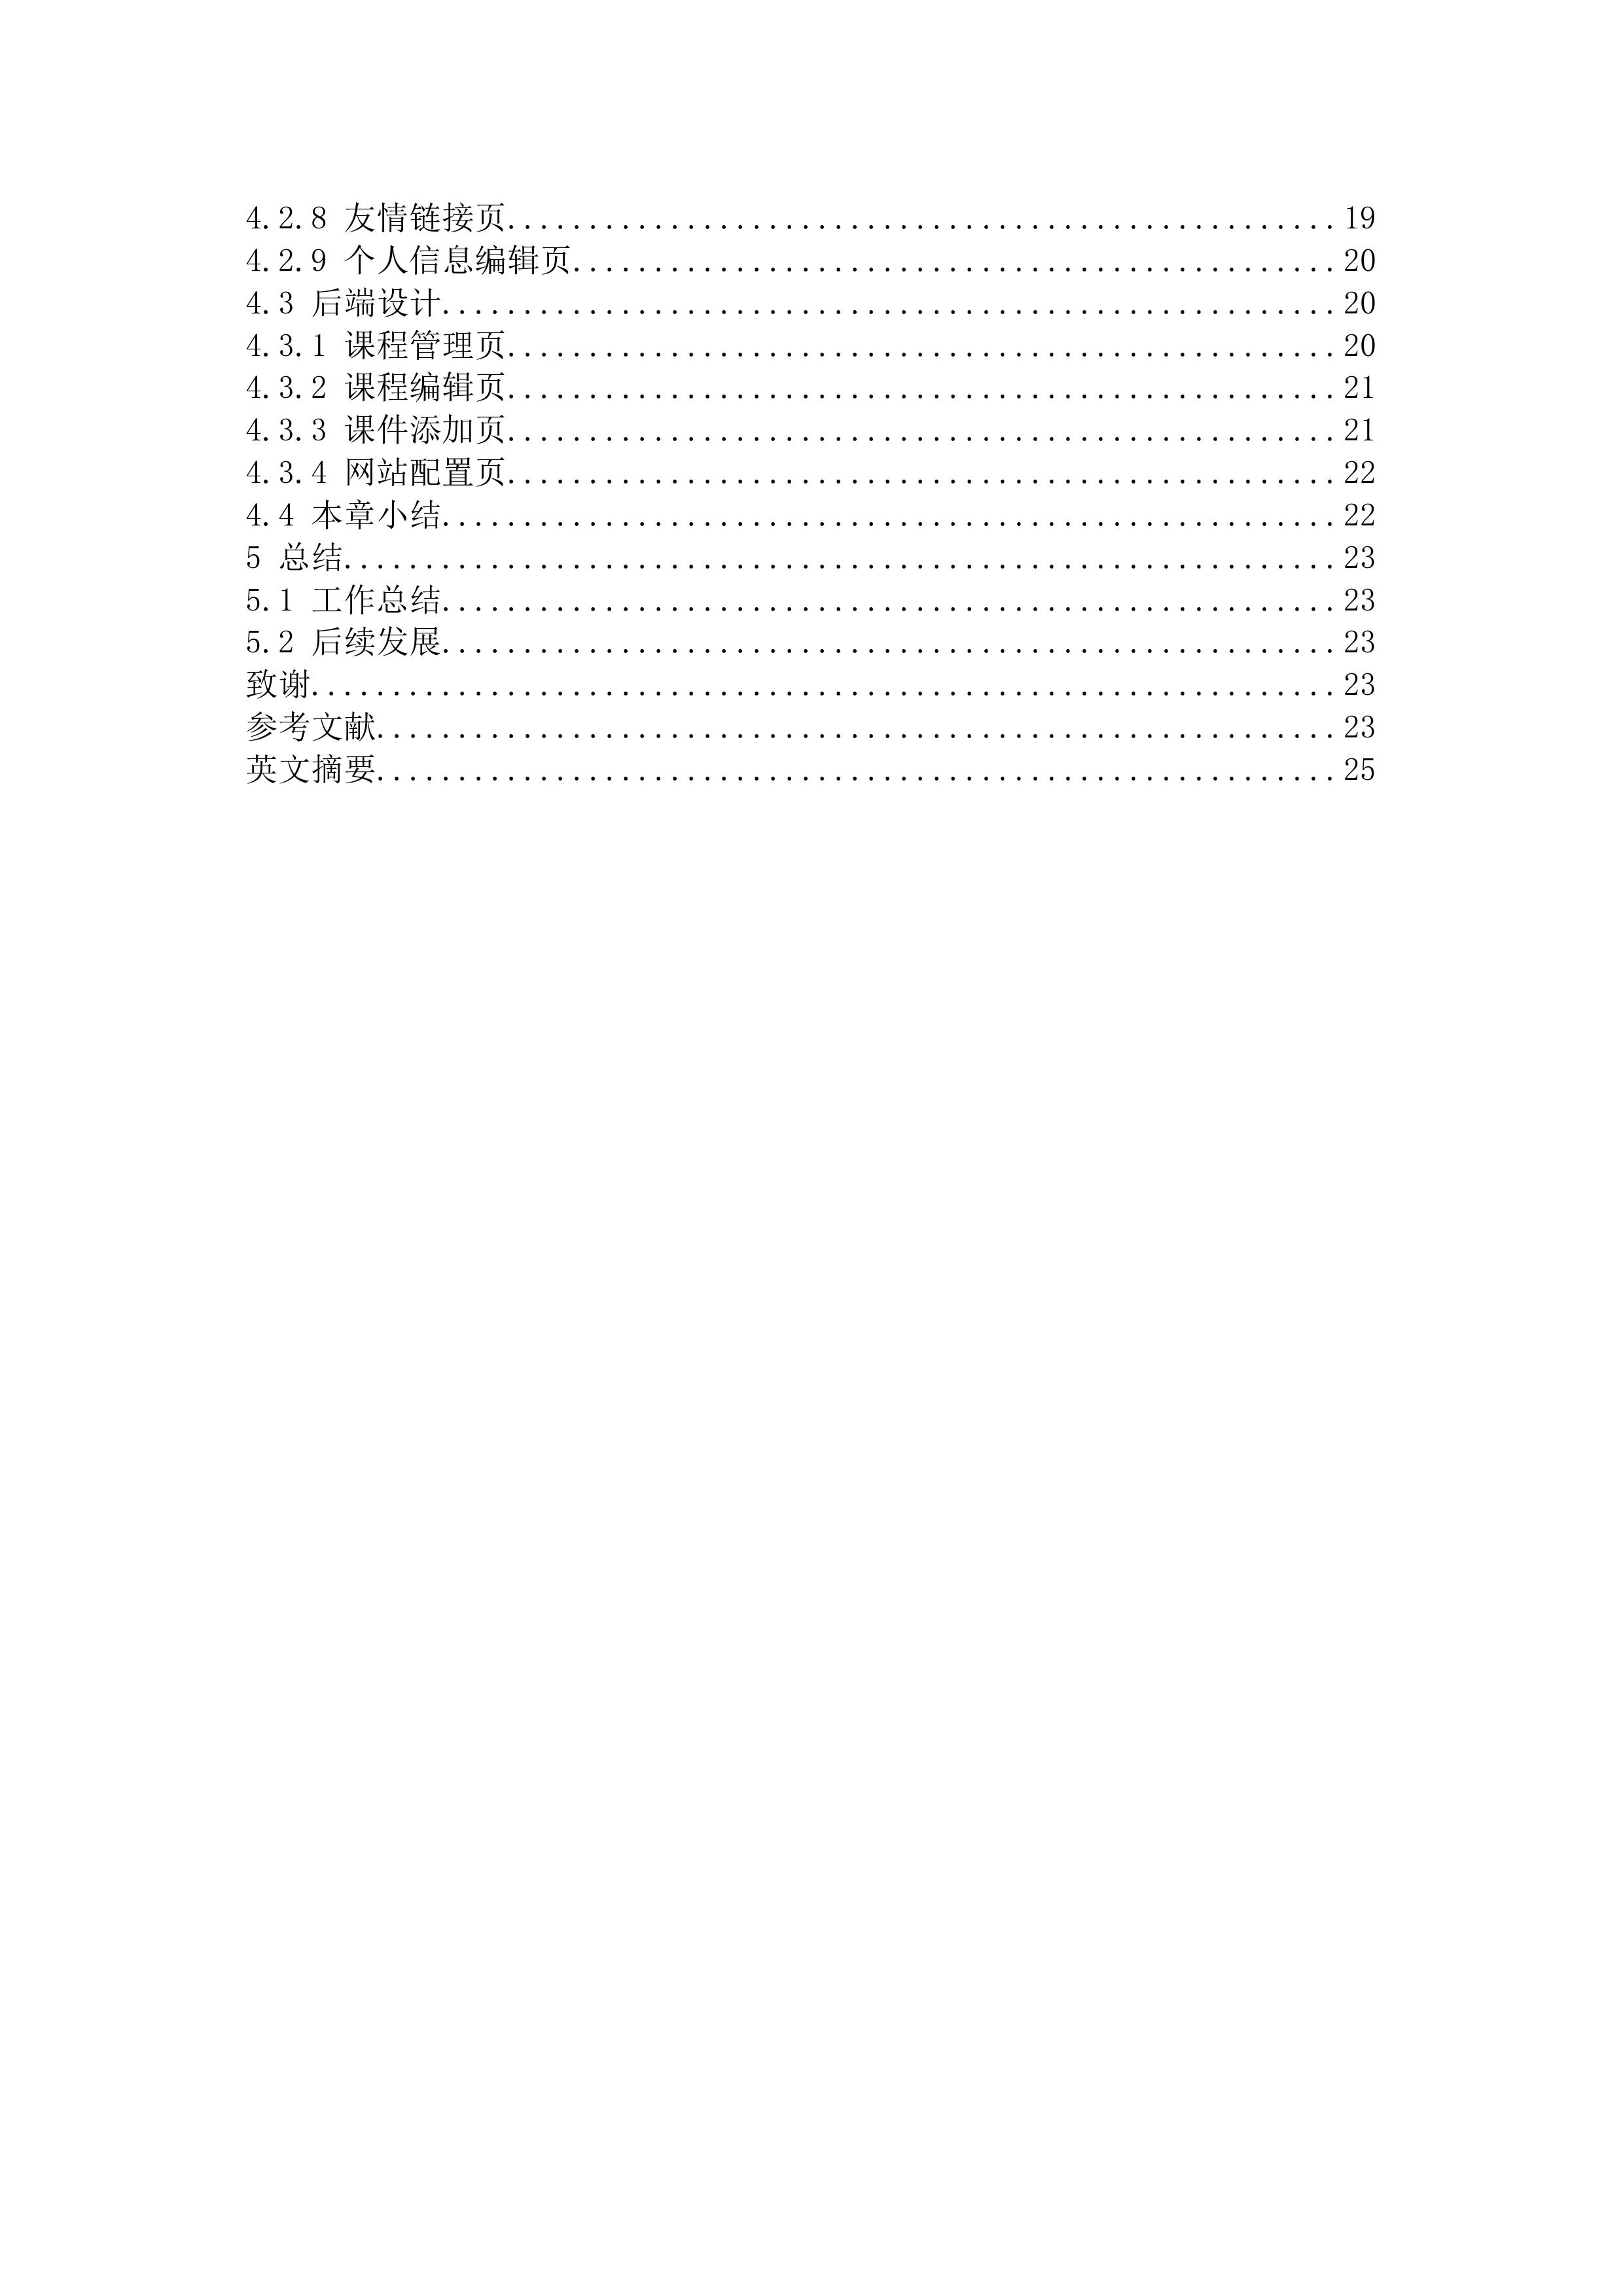 4.2.8 友情链接页....................................................19
4.2.9 个人信息编辑页................................................20
4.3 后端设计........................................................20
4.3.1 课程管理页....................................................20
4.3.2 课程编辑页....................................................21
4.3.3 课件添加页....................................................21
4.3.4 网站配置页....................................................22
4.4 本章小结........................................................22
5 总结..............................................................23
5.1 工作总结........................................................23
5.2 后续发展........................................................23
致谢................................................................23
参考文献............................................................23
英文摘要............................................................25